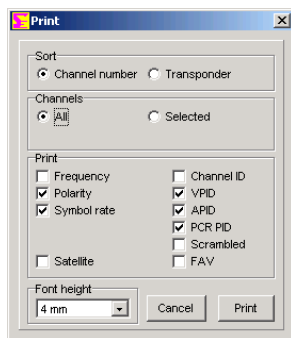 Print
Sort
Channel number Transponder
Channels
All Selected
Print
Frequency Channel ID
Polarity VPID
Symbol rate APID
PCR PID
Scrambled
Satellite FAV
Font height
4 mm Cancel Print